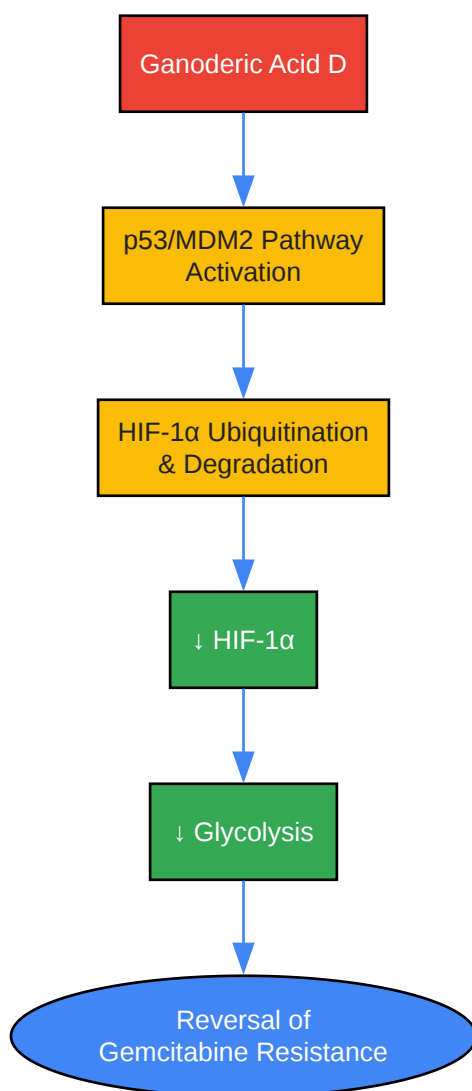 Ganoderic Acid D
p53/MDM2 Pathway
Activation
HIF-1α Ubiquitination
& Degradation
↓ HIF-1α
↓ Glycolysis
Reversal of
Gemcitabine Resistance